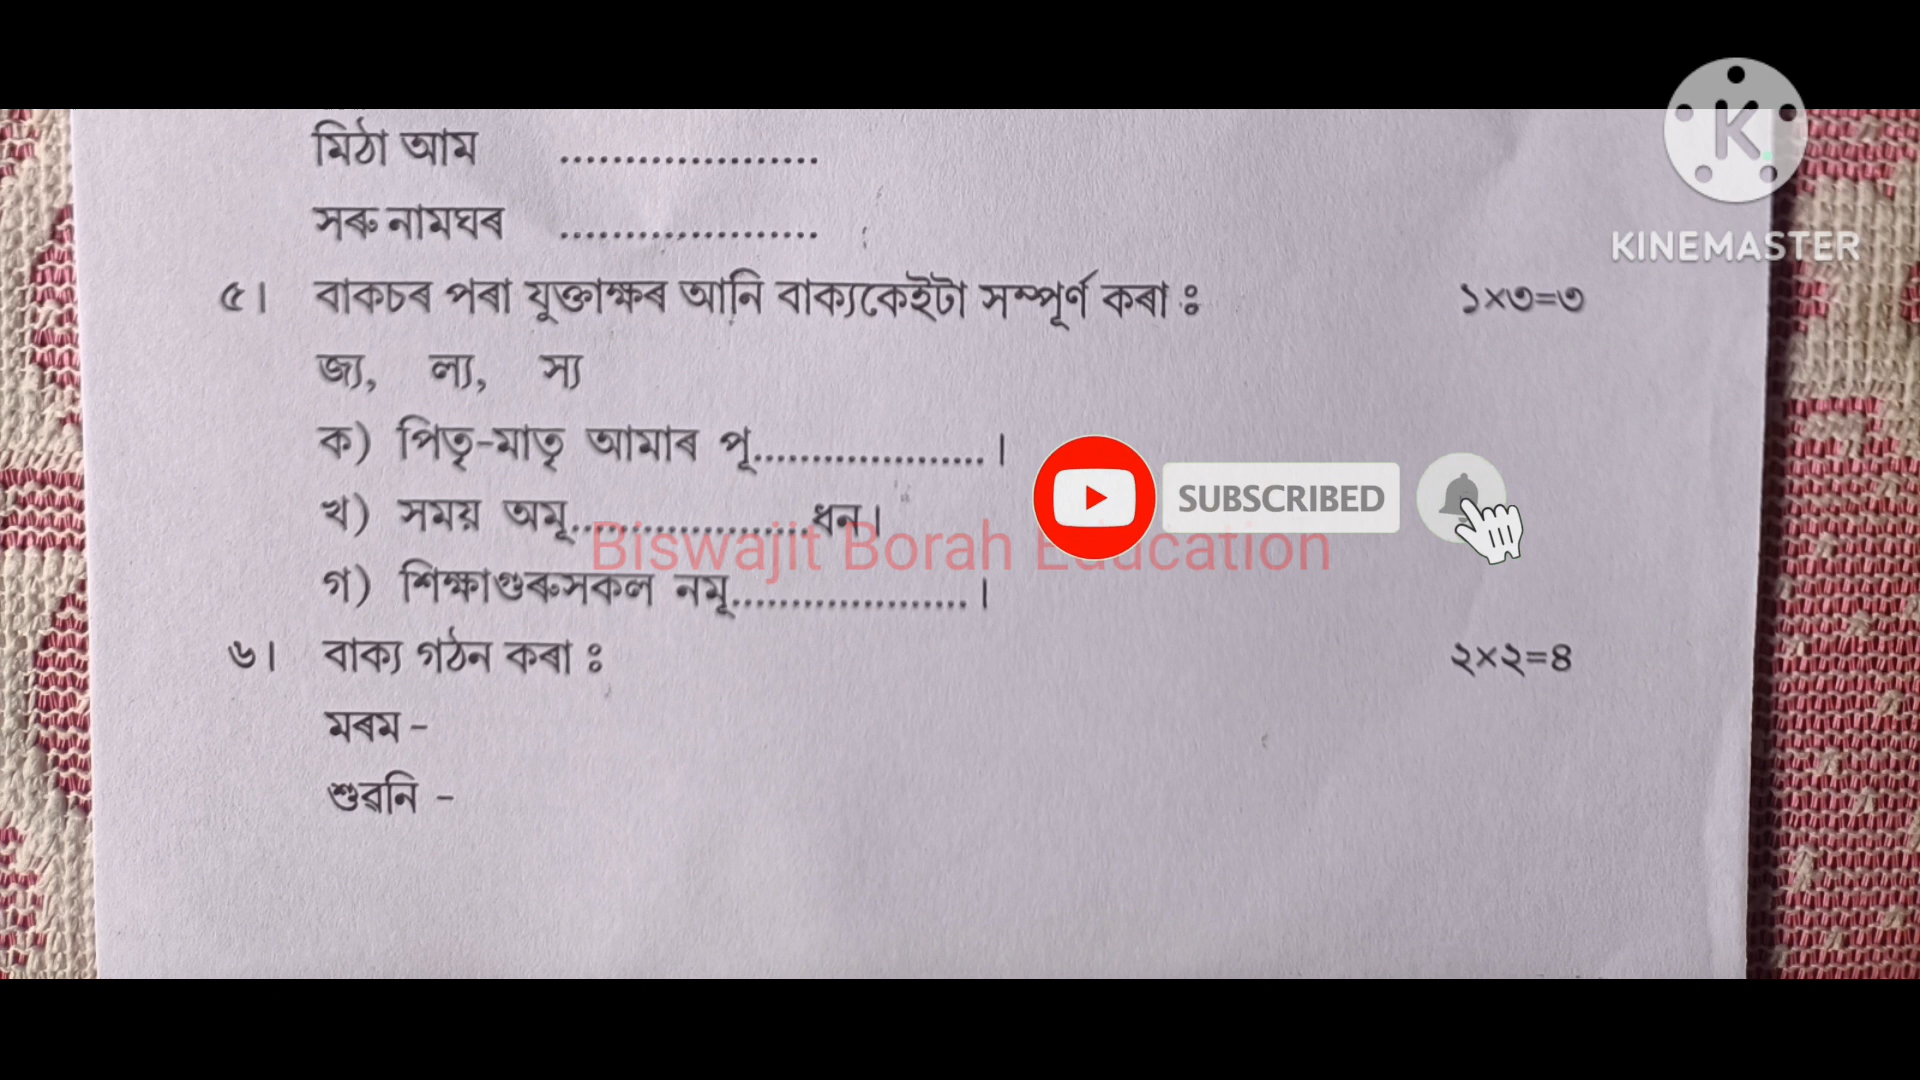 মিঠা আম ....................
সৰু নামঘৰ ....................
KINEMASTER
৫। বাকচৰ পৰা যুক্তাক্ষৰ আনি বাক্যকেইটা সম্পূৰ্ণ কৰা ঃ ১×৩=৩
জ্য, ল্য, স্য
ক) পিতৃ-মাতৃ আমাৰ পূ....................।
খ) সময় অমূ....................ধন।
SUBSCRIBED
Biswajit Borah Education
গ) শিক্ষাগুৰুসকল নমূ....................।
৬। বাক্য গঠন কৰা ঃ ২×২=৪
মৰম -
শুৱনি -